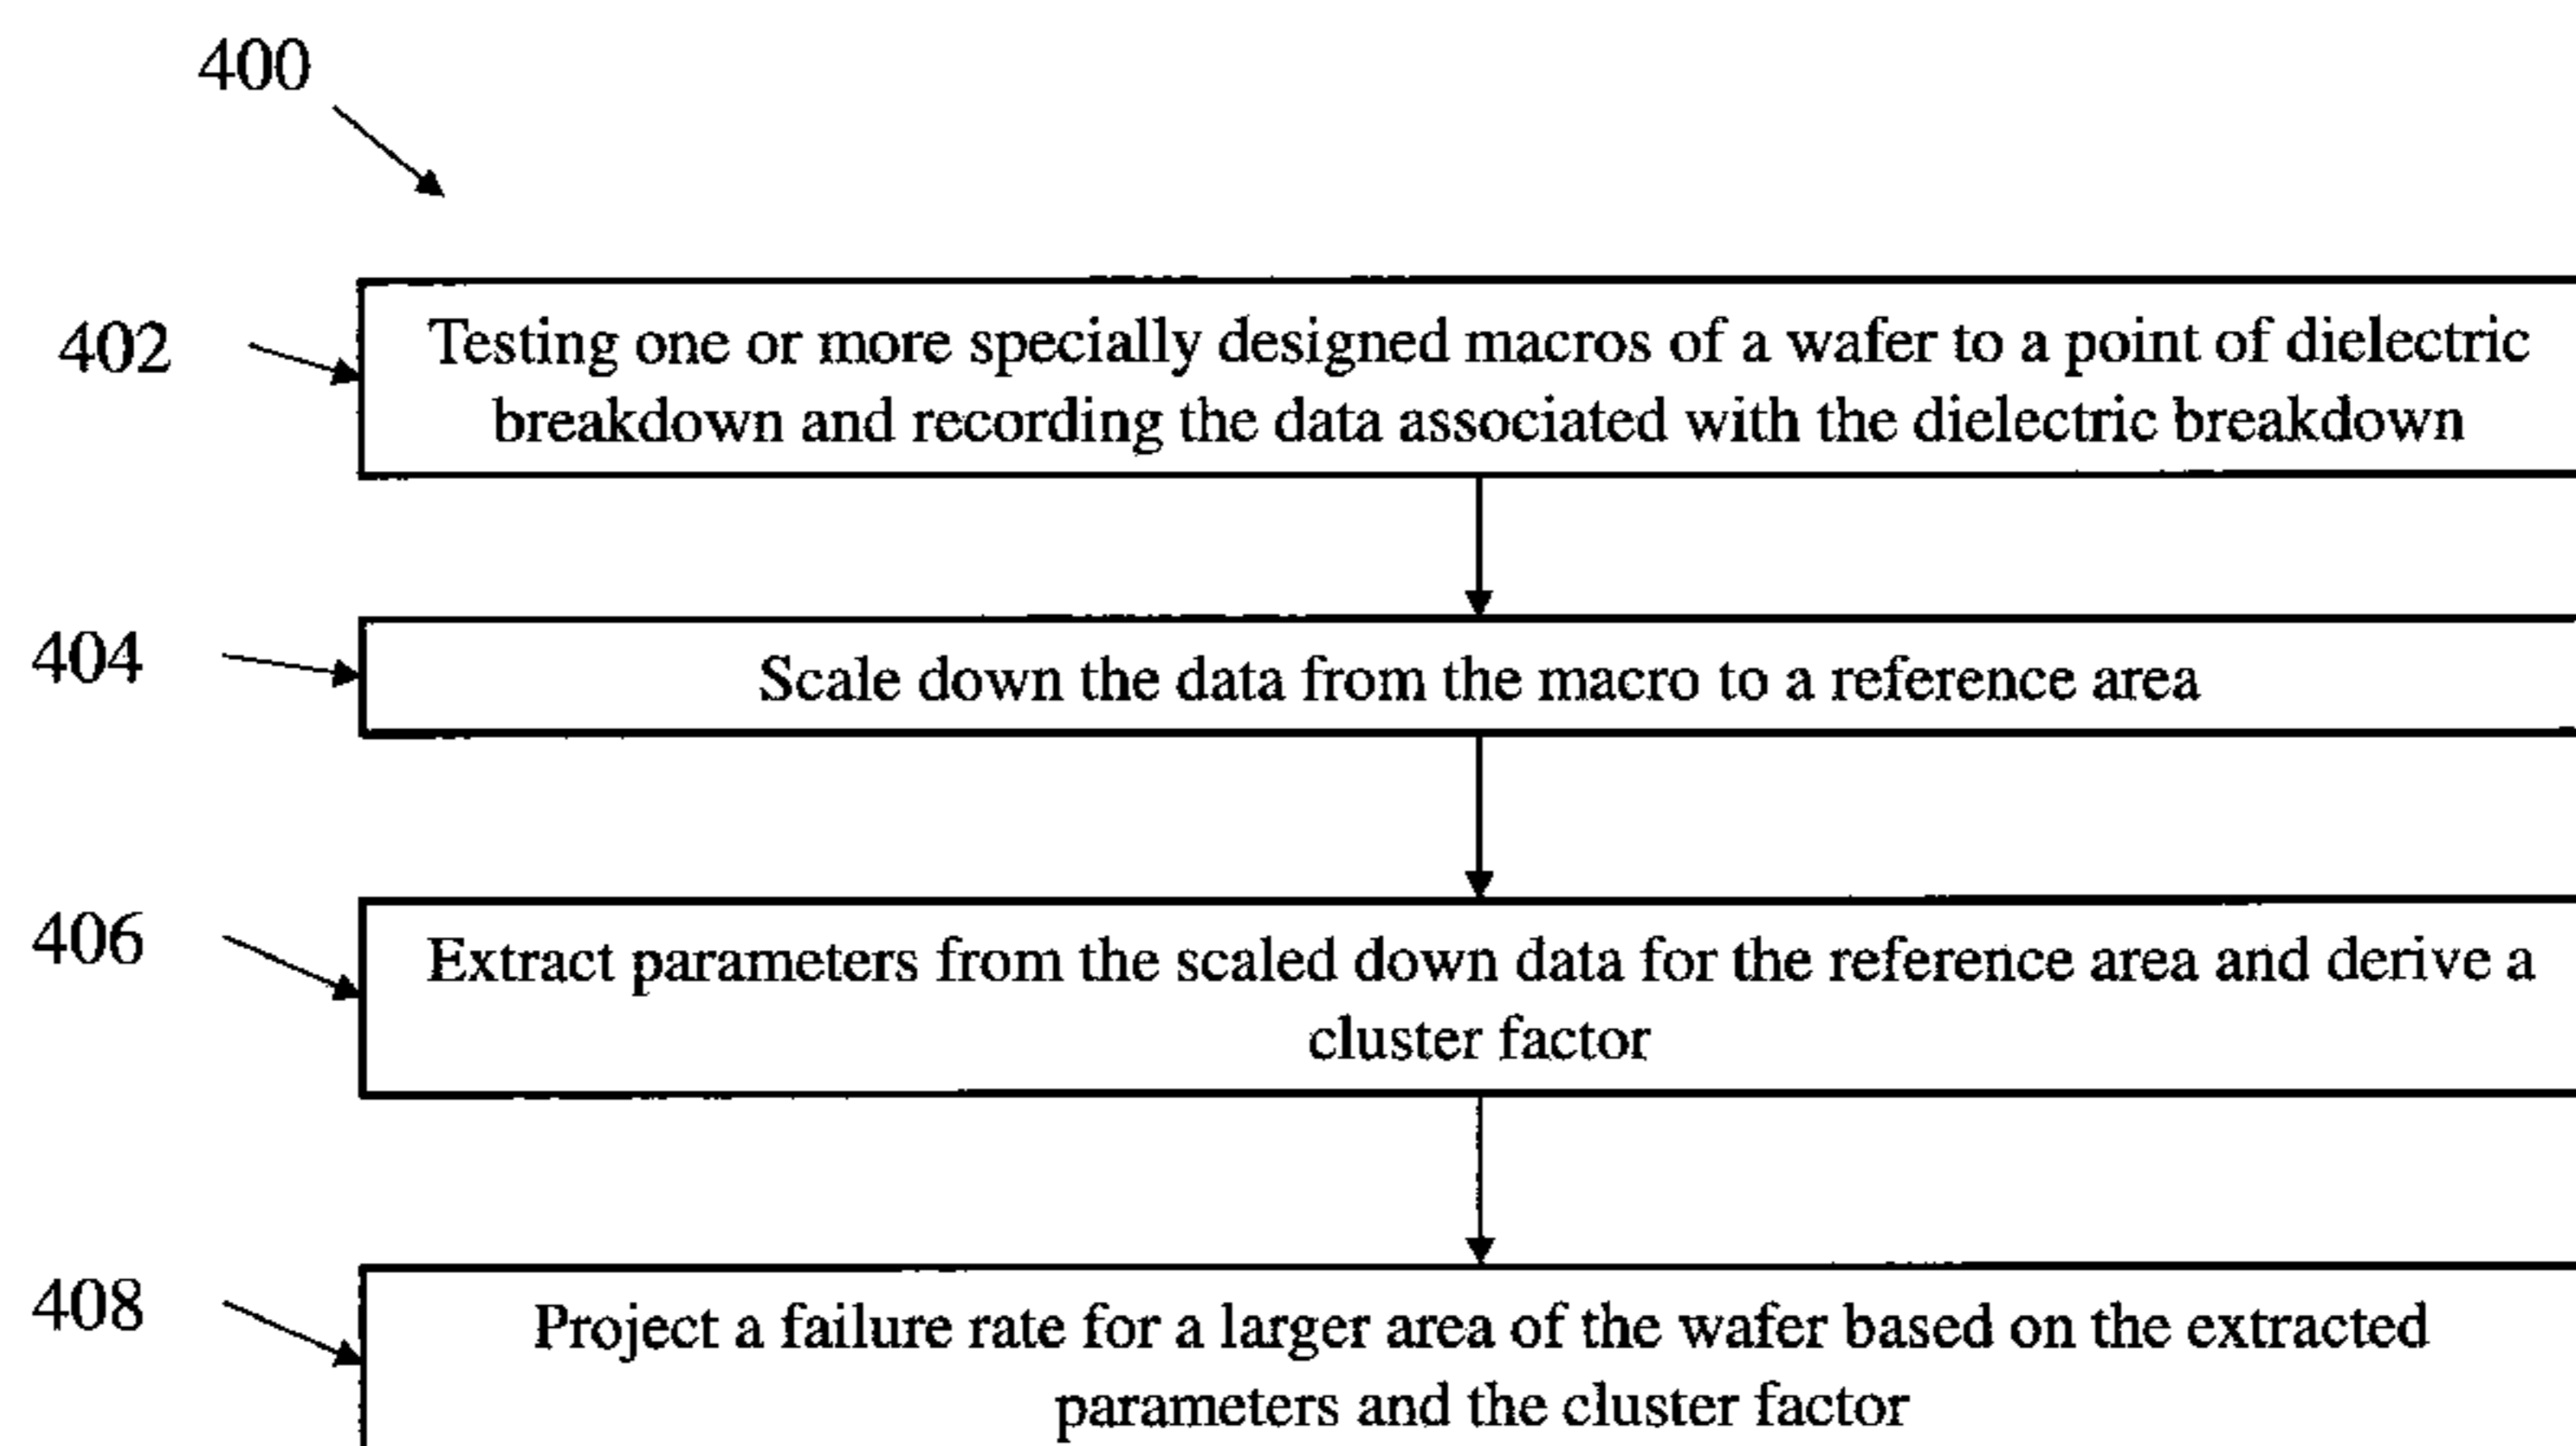 400
402
Testing one or more specially designed macros of a wafer to a point of dielectric
breakdown and recording the data associated with the dielectric breakdown
404
Scale down the data from the macro to a reference area
406
Extract parameters from the scaled down data for the reference area and derive a
cluster factor
408
Project a failure rate for a larger area of the wafer based on the extracted
parameters and the cluster factor